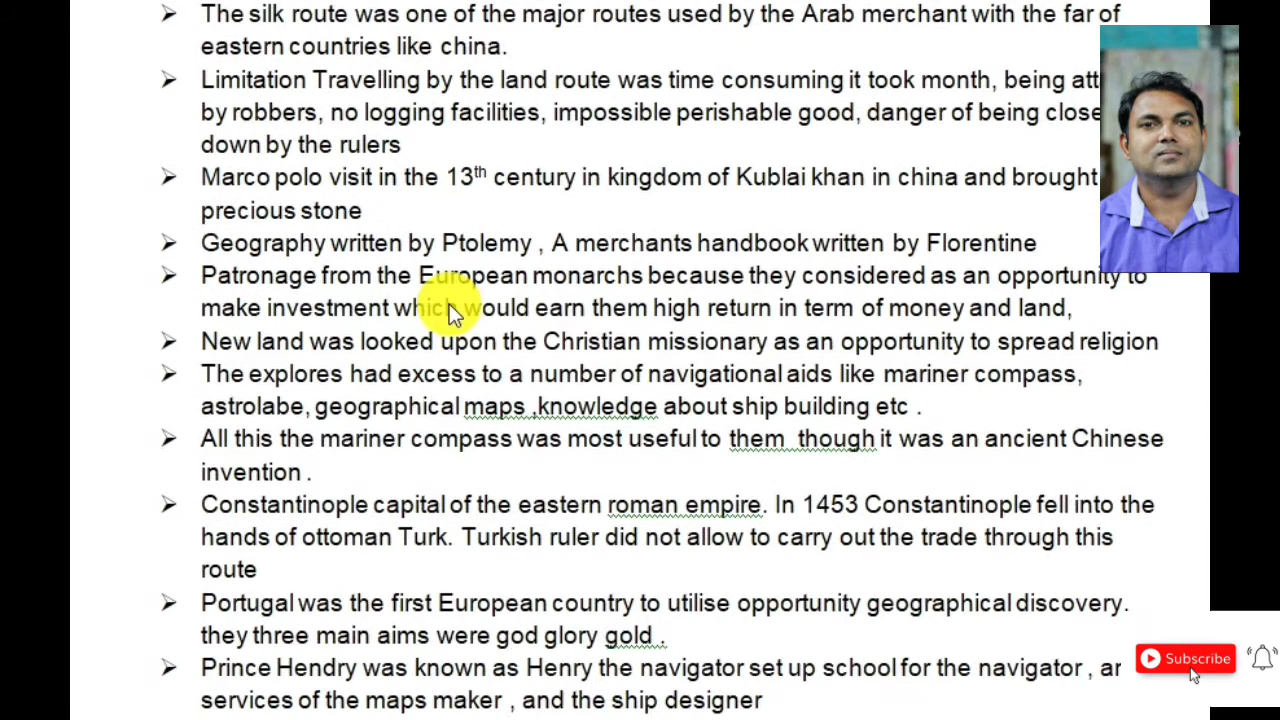 ➢ The silk route was one of the major routes used by the Arab merchant with the far of
eastern countries like china.
➢ Limitation Travelling by the land route was time consuming it took month, being
by robbers, no logging facilities, impossible perishable good, danger of being close
down by the rulers
➢ Marco polo visit in the 13th century in kingdom of Kublai khan in china and brought
precious stone
➢ Geography written by Ptolemy , A merchants handbook written by Florentine
➢ Patronage from the European monarchs because they considered as an opportunity to
make investment which would earn them high return in term of money and land,
➢ New land was looked upon the Christian missionary as an opportunity to spread religion
➢ The explores had excess to a number of navigational aids like mariner compass,
astrolabe, geographical maps ,knowledge about ship building etc .
➢ All this the mariner compass was most useful to them though it was an ancient Chinese
invention .
➢ Constantinople capital of the eastern roman empire. In 1453 Constantinople fell into the
hands of ottoman Turk. Turkish ruler did not allow to carry out the trade through this
route
➢ Portugal was the first European country to utilise opportunity geographical discovery.
they three main aims were god glory gold .
➢ Prince Hendry was known as Henry the navigator set up school for the navigator ,
services of the maps maker , and the ship designer
Subscribe